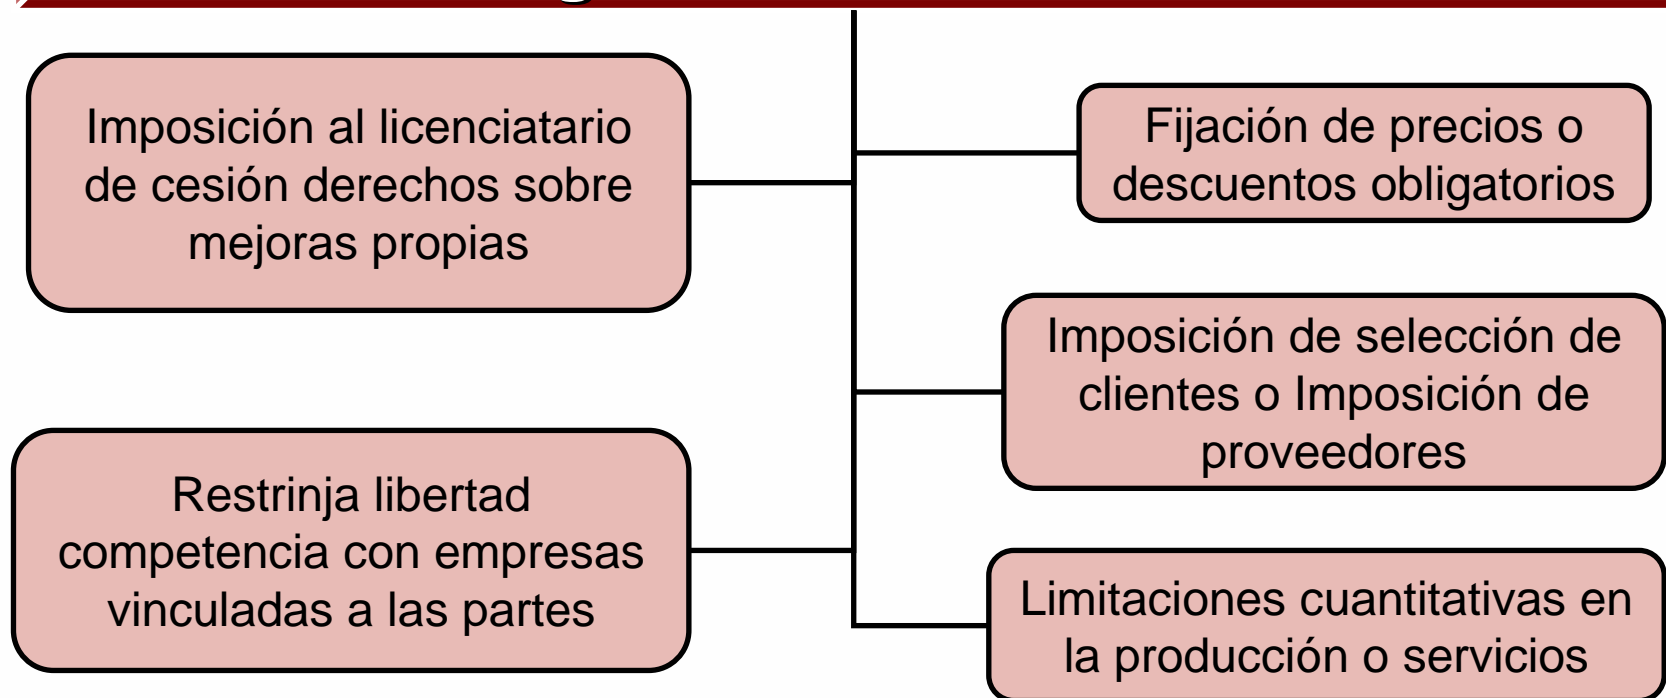 Imposición al licenciatario
de cesión derechos sobre
mejoras propias
Fijación de precios o
descuentos obligatorios
Imposición de selección de
clientes o Imposición de
proveedores
Restrinja libertad
competencia con empresas
vinculadas a las partes
Limitaciones cuantitativas en
la producción o servicios